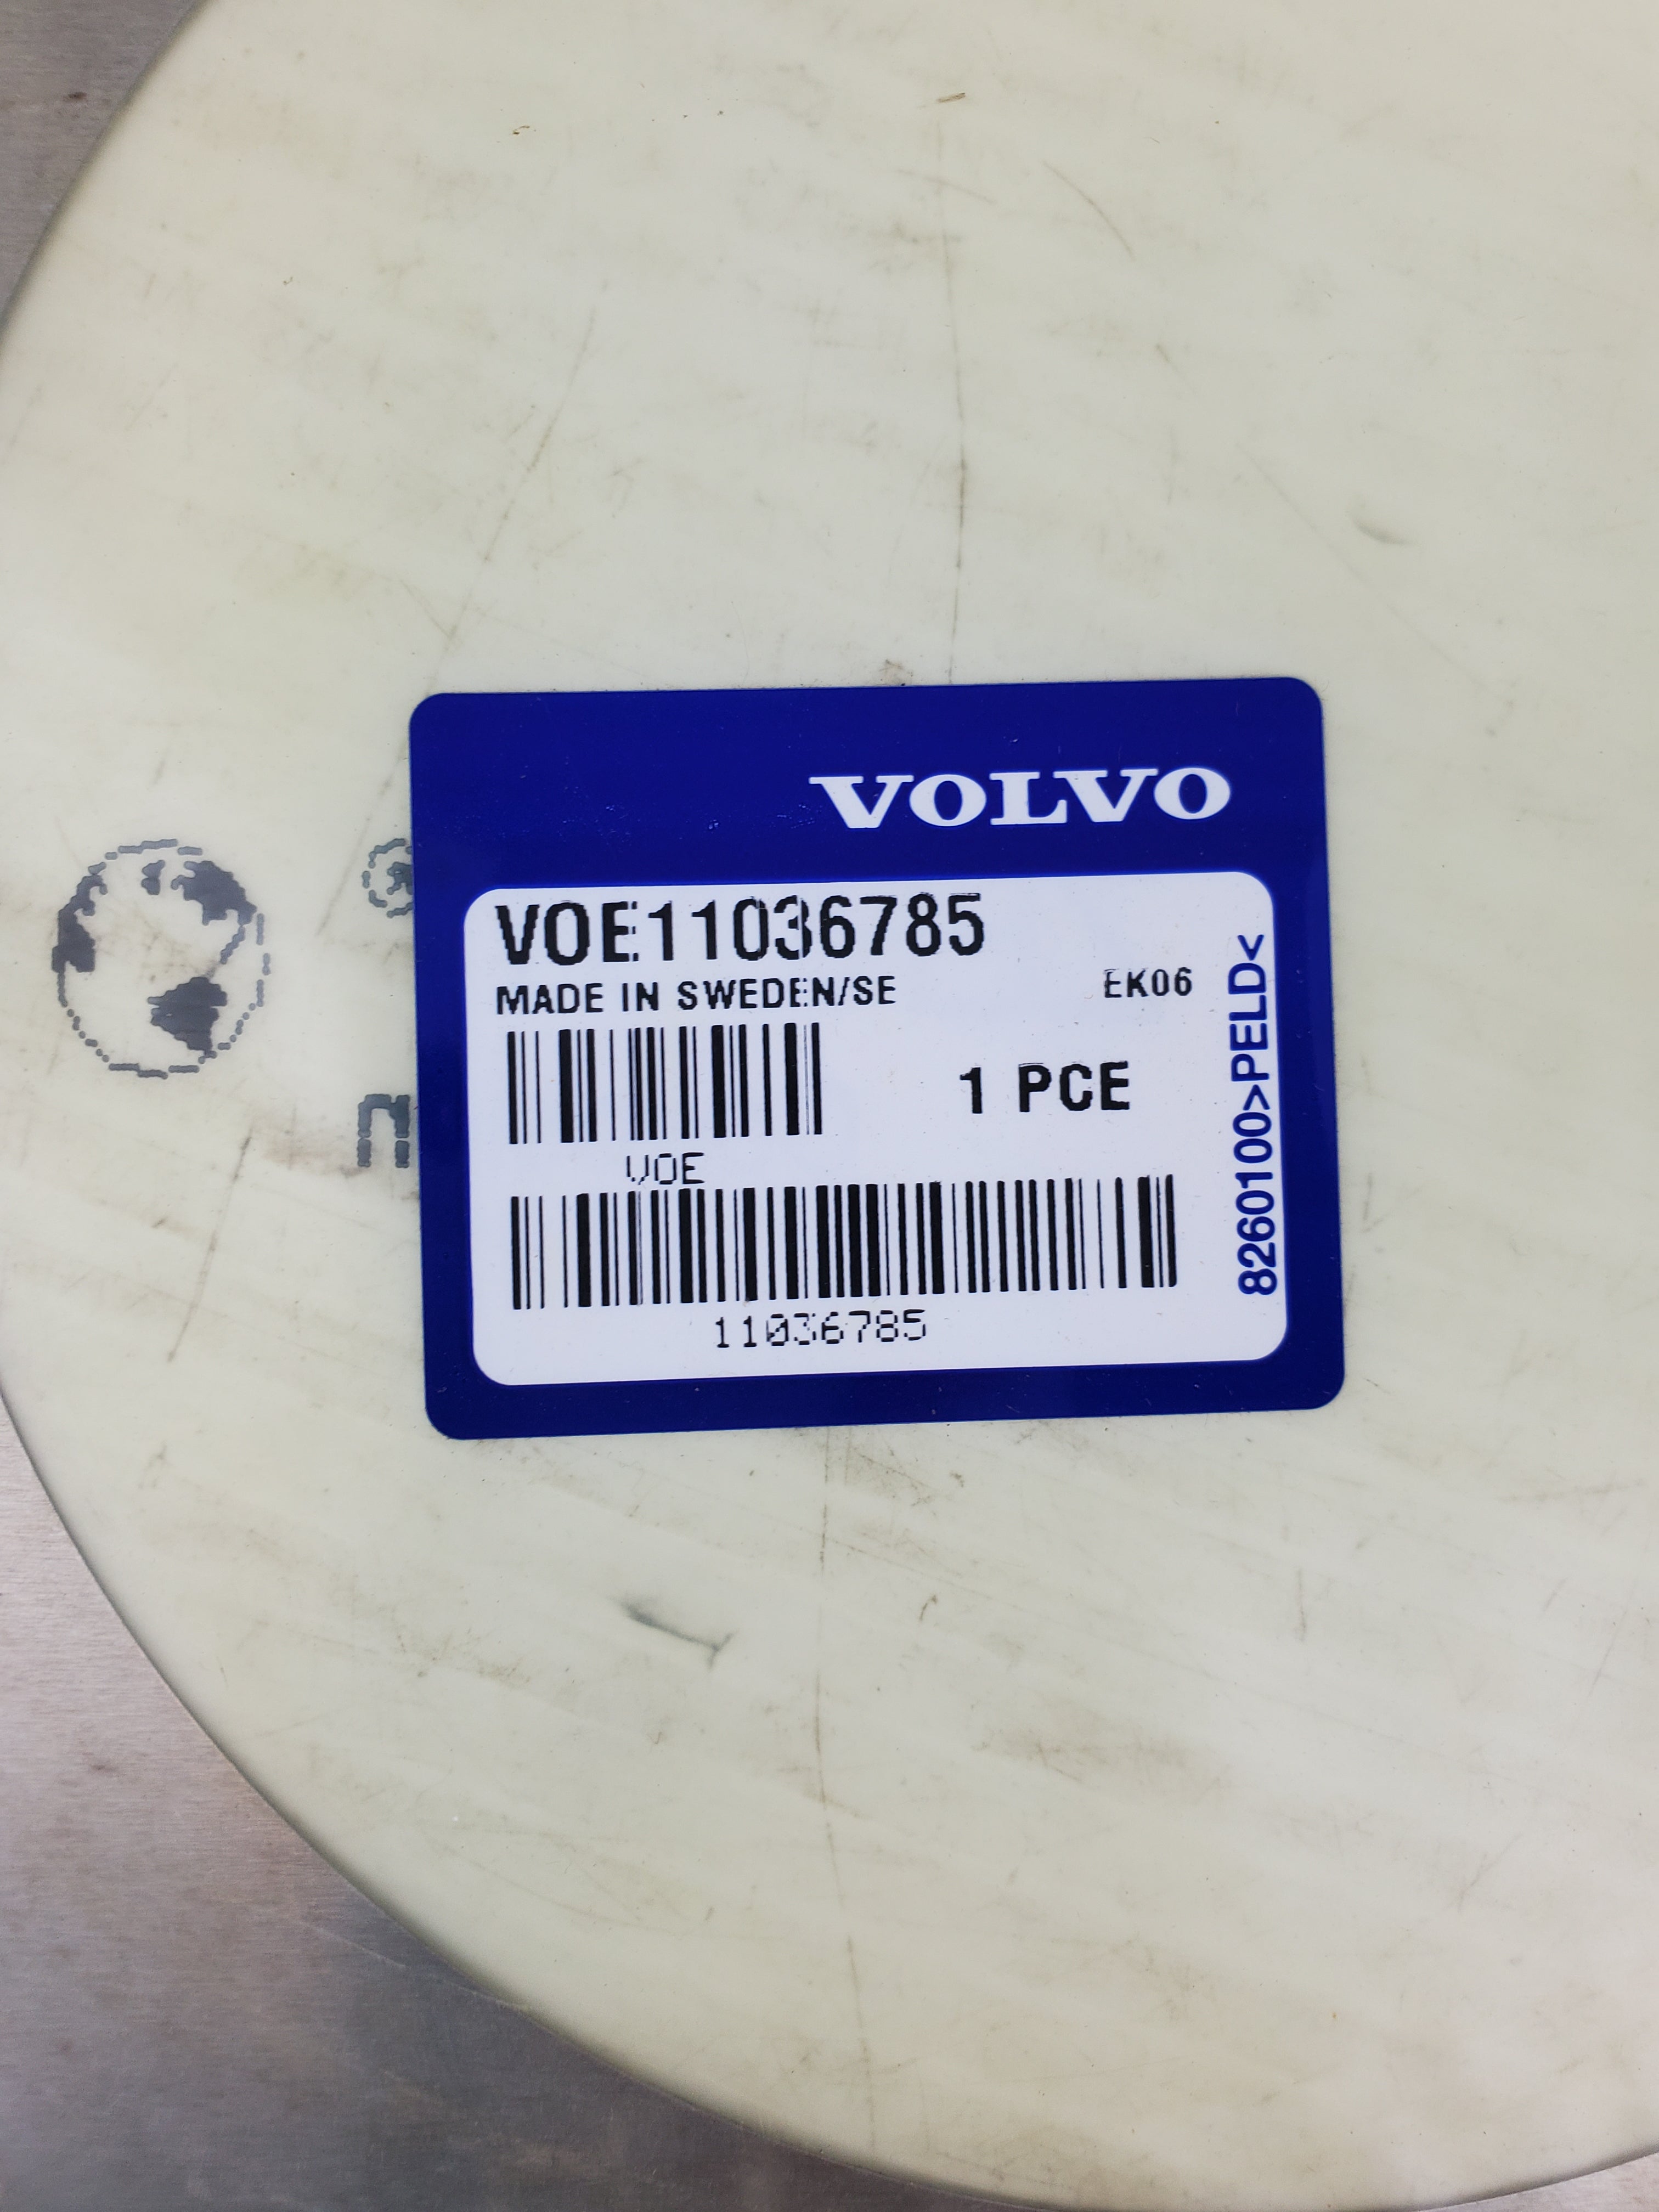 VOLVO
VOE11036785
MADE IN SWEDEN/SE EK06
1 PCE
VOE
11036785
8260100>PELD<